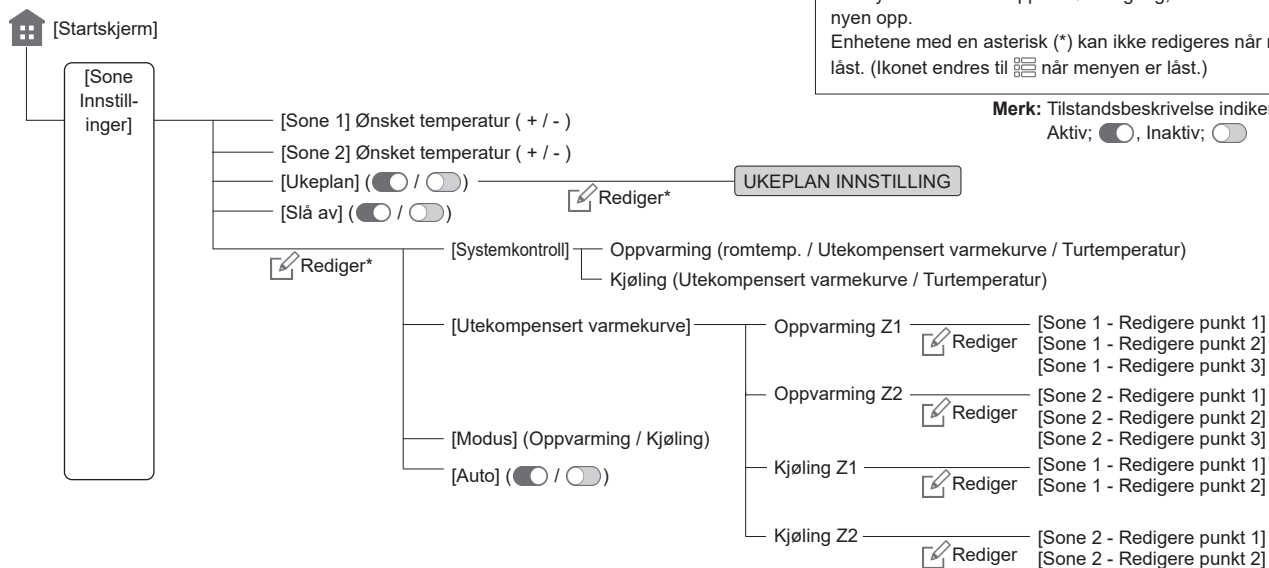 nyen opp.
Enhetene med en asterisk (*) kan ikke redigeres når
låst. (Ikonet endres til når menyen er låst.)
Merk: Tilstandsbeskrivelse
Aktiv; , Inaktiv;
[Startskjerm]
[Sone
Innstill-
inger]
[Sone 1] Ønsket temperatur ( + / - )
[Sone 2] Ønsket temperatur ( + / - )
[Ukeplan] ( / )
Rediger*
UKEPLAN INNSTILLING
[Slå av] ( / )
Rediger*
[Systemkontroll]
Oppvarming (romtemp. / Utekompensert varmekurve / Turtemperatur)
Kjøling (Utekompensert varmekurve / Turtemperatur)
[Utekompensert varmekurve]
Oppvarming Z1
Rediger
[Sone 1 - Redigere punkt 1]
[Sone 1 - Redigere punkt 2]
[Sone 1 - Redigere punkt 3]
Oppvarming Z2
Rediger
[Sone 2 - Redigere punkt 1]
[Sone 2 - Redigere punkt 2]
[Sone 2 - Redigere punkt 3]
Kjøling Z1
Rediger
[Sone 1 - Redigere punkt 1]
[Sone 1 - Redigere punkt 2]
Kjøling Z2
Rediger
[Sone 2 - Redigere punkt 1]
[Sone 2 - Redigere punkt 2]
[Modus] (Oppvarming / Kjøling)
[Auto] ( / )